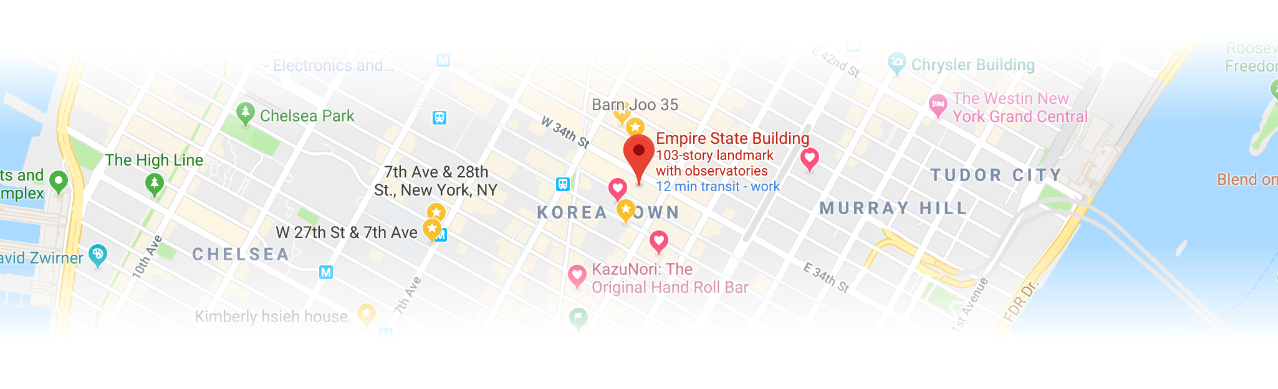 - Electronics and...
M
E 42nd St
Chrysler Building
Roosev
Freedom
Barn Joo 35
The Westin New
York Grand Central
Chelsea Park
W 34th St
Empire State Building
103-story landmark
with observatories
12 min transit - work
The High Line
7th Ave & 28th
St., New York, NY
ts and
mplex
TUDOR CITY
Blend on
KOREA TOWN
MURRAY HILL
W 27th St & 7th Ave
M
CHELSEA
10th Ave
avid Zwirner
M
KazuNori: The
Original Hand Roll Bar
E 34th St
7th Ave
1st Avenue
FDR Dr.
Kimberly hsieh house
M